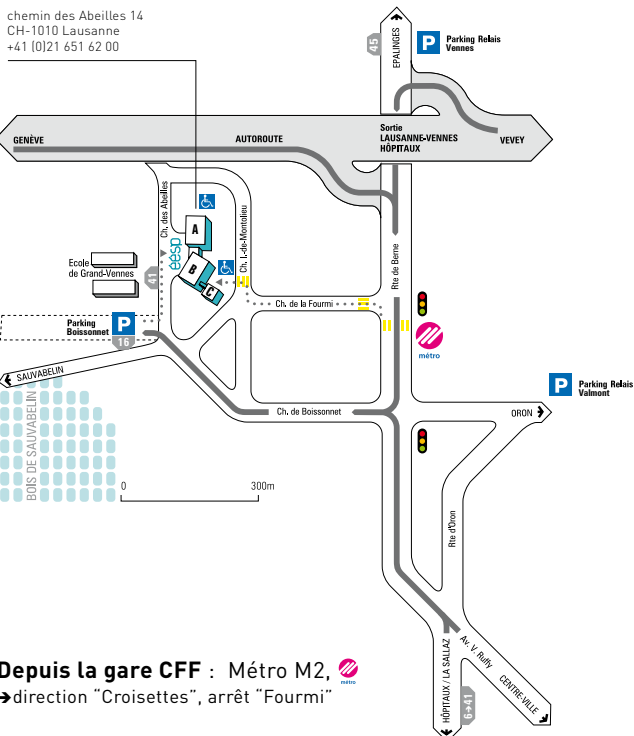 chemin des Abeilles 14
CH-1010 Lausanne
+41 (0)21 651 62 00
45
EPALINGES
P
Parking Relais
Vennes
GENÈVE
AUTOROUTE
Sortie
LAUSANNE-VENNES
HÔPITAUX
VEVEY
Ch. des Abeilles
A
B
C
éésp
Ch. I.-de-Montolieu
Rte de Berne
Ecole
de Grand-Vennes
41
Ch. de la Fourmi
Parking
Boissonnet
P
16
métro
SAUVABELIN
BOIS DE SAUVABELIN
Ch. de Boissonnet
P
Parking Relais
Valmont
ORON
0
300m
Rte d'Oron
Av. V. Ruffy
CENTRE-VILLE
HÔPITAUX / LA SALLAZ
6→41
Depuis la gare CFF : Métro M2, métro
→direction “Croisettes”, arrêt “Fourmi”